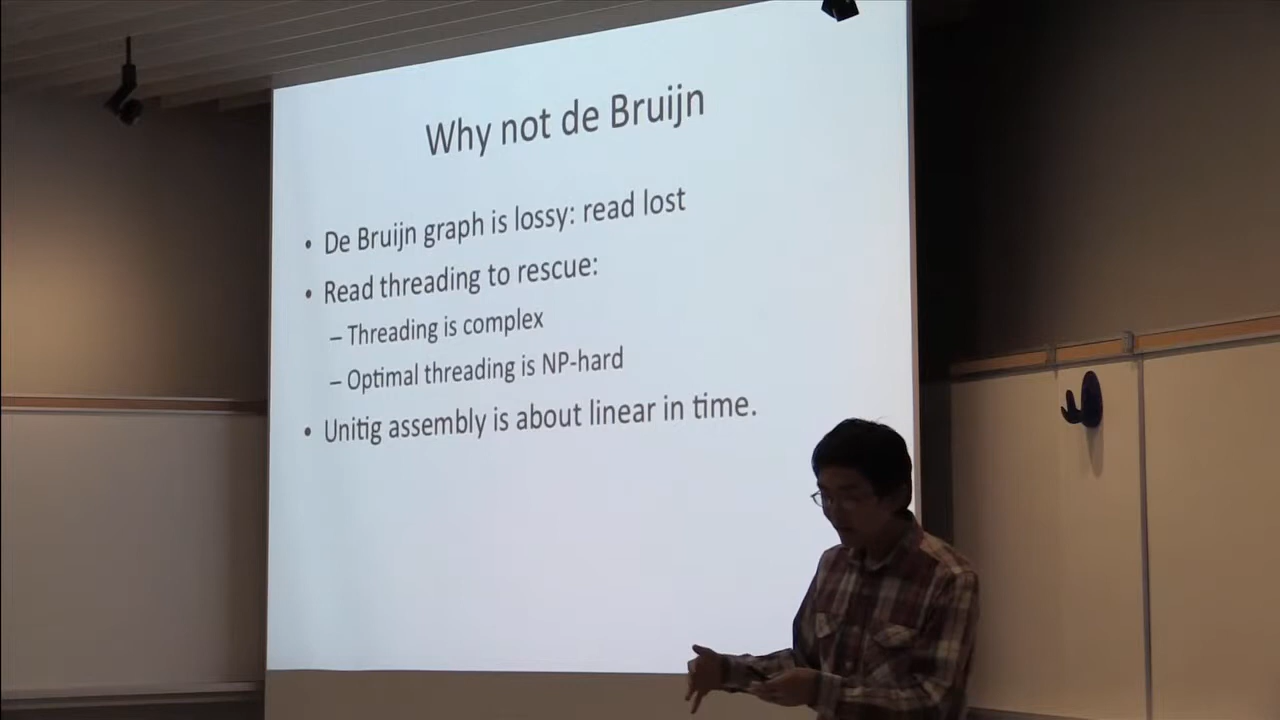 Why not de Bruijn
• De Bruijn graph is lossy: read lost
• Read threading to rescue:
– Threading is complex
– Optimal threading is NP-hard
• Unitig assembly is about linear in time.